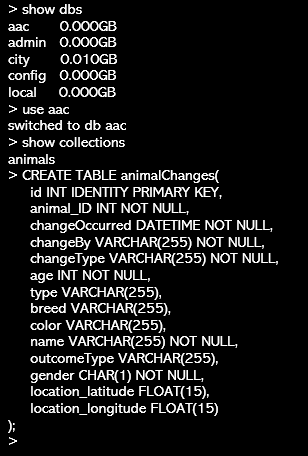 > show dbs
aac 0.000GB
admin 0.000GB
city 0.010GB
config 0.000GB
local 0.000GB
> use aac
switched to db aac
> show collections
animals
> CREATE TABLE animalChanges(
id INT IDENTITY PRIMARY KEY,
animal_ID INT NOT NULL,
changeOccurred DATETIME NOT NULL,
changeBy VARCHAR(255) NOT NULL,
changeType VARCHAR(255) NOT NULL,
age INT NOT NULL,
type VARCHAR(255),
breed VARCHAR(255),
color VARCHAR(255),
name VARCHAR(255) NOT NULL,
outcomeType VARCHAR(255),
gender CHAR(1) NOT NULL,
location_latitude FLOAT(15),
location_longitude FLOAT(15)
);
>